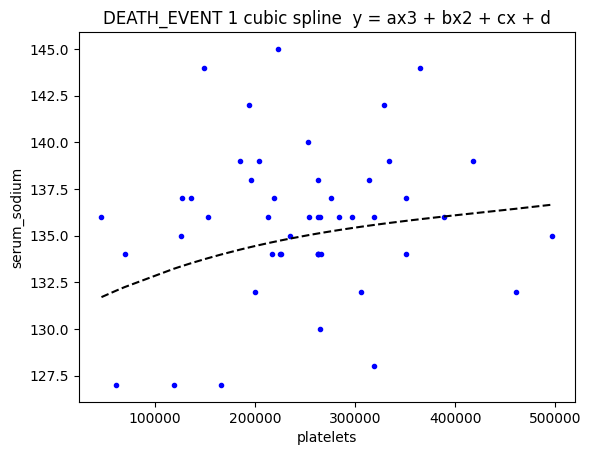 DEATH_EVENT 1 cubic spline  y = ax3 + bx2 + cx + d
145.0
142.5
140.0
137.5
135.0
132.5
130.0
127.5
serum_sodium
100000 200000 300000 400000 500000
platelets